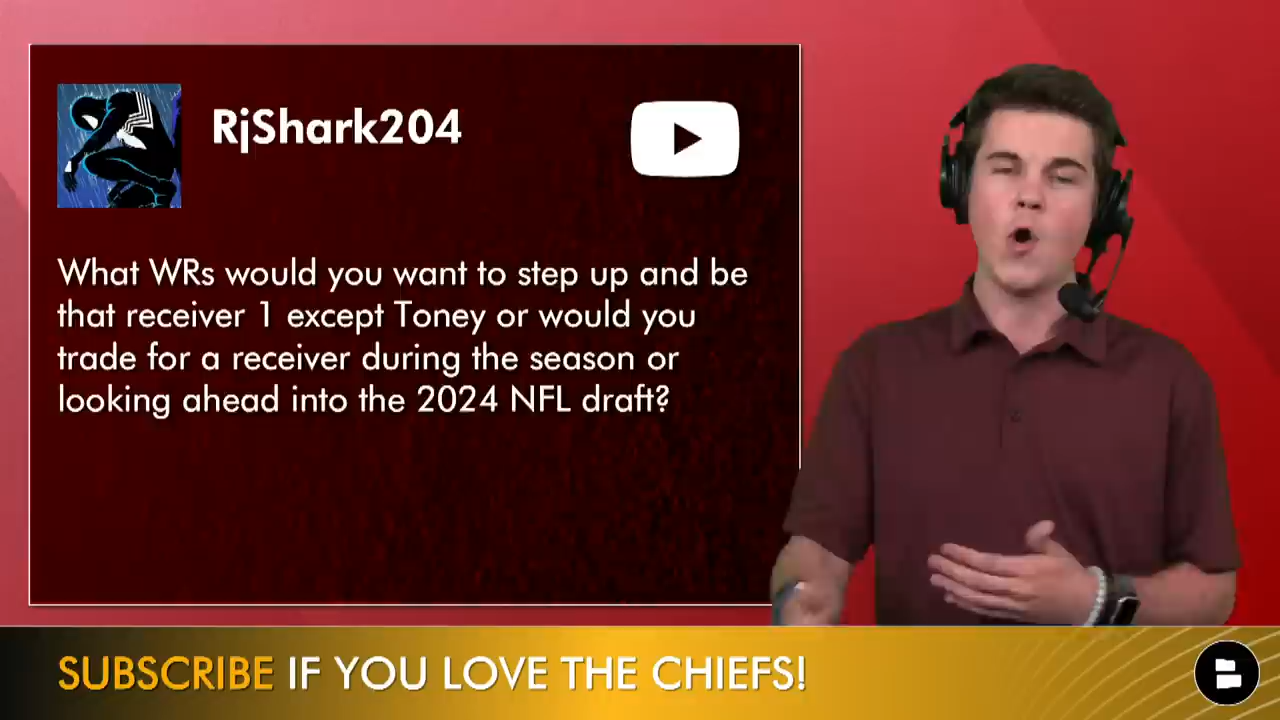 RjShark204
What WRs would you want to step up and be
that receiver 1 except Toney or would you
trade for a receiver during the season or
looking ahead into the 2024 NFL draft?
SUBSCRIBE IF YOU LOVE THE CHIEFS!